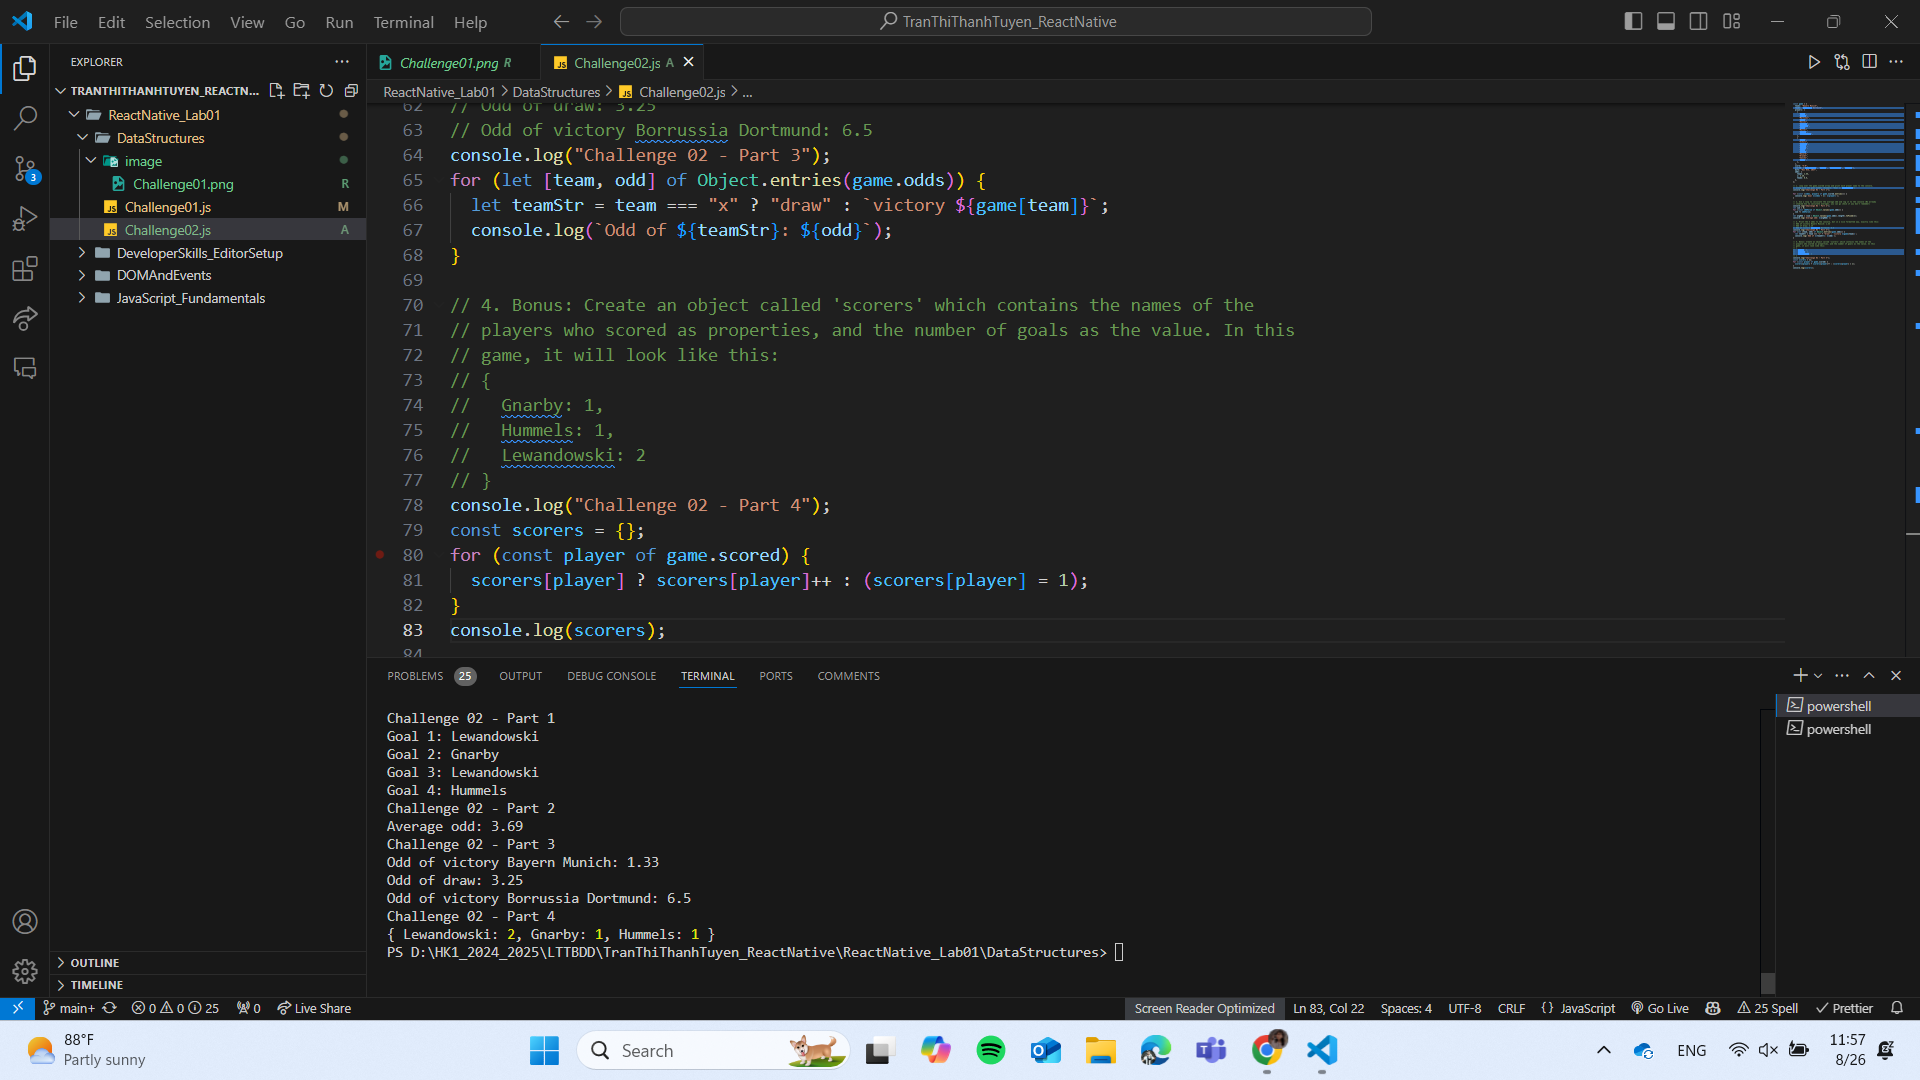 File Edit Selection View Go Run Terminal Help
TranThiThanhTuyen_ReactNative
EXPLORER
TRANTHITHANHTUYEN_REACTN...
ReactNative_Lab01
DataStructures
image
Challenge01.png R
Challenge01.js M
Challenge02.js A
DeveloperSkills_EditorSetup
DOMAndEvents
JavaScript_Fundamentals
3
OUTLINE
TIMELINE
Challenge01.png R
Challenge02.js A
ReactNative_Lab01 > DataStructures > Challenge02.js > ...
62 // Odd of draw: 3.25
63 // Odd of victory Borrussia Dortmund: 6.5
64 console.log("Challenge 02 - Part 3");
65 for (let [team, odd] of Object.entries(game.odds)) {
66 let teamStr = team === "x" ? "draw" : `victory ${game[team]}`;
67 console.log(`Odd of ${teamStr}: ${odd}`);
68 }
69
70 // 4. Bonus: Create an object called 'scorers' which contains the names of the
71 // players who scored as properties, and the number of goals as the value. In this
72 // game, it will look like this:
73 // {
74 // Gnarby: 1,
75 // Hummels: 1,
76 // Lewandowski: 2
77 // }
78 console.log("Challenge 02 - Part 4");
79 const scorers = {};
80 for (const player of game.scored) {
81 scorers[player] ? scorers[player]++ : (scorers[player] = 1);
82 }
83 console.log(scorers);
84
PROBLEMS 25 OUTPUT DEBUG CONSOLE TERMINAL PORTS COMMENTS
Challenge 02 - Part 1
Goal 1: Lewandowski
Goal 2: Gnarby
Goal 3: Lewandowski
Goal 4: Hummels
Challenge 02 - Part 2
Average odd: 3.69
Challenge 02 - Part 3
Odd of victory Bayern Munich: 1.33
Odd of draw: 3.25
Odd of victory Borrussia Dortmund: 6.5
Challenge 02 - Part 4
{ Lewandowski: 2, Gnarby: 1, Hummels: 1 }
PS D:\HK1_2024_2025\LTTBDD\TranThiThanhTuyen_ReactNative\ReactNative_Lab01\DataStructures>
powershell
powershell
main+ 0 0 25 0 Live Share
Screen Reader Optimized Ln 83, Col 22 Spaces: 4 UTF-8 CRLF {} JavaScript Go Live 25 Spell Prettier
88°F
Partly sunny
Search
ENG
11:57
8/26